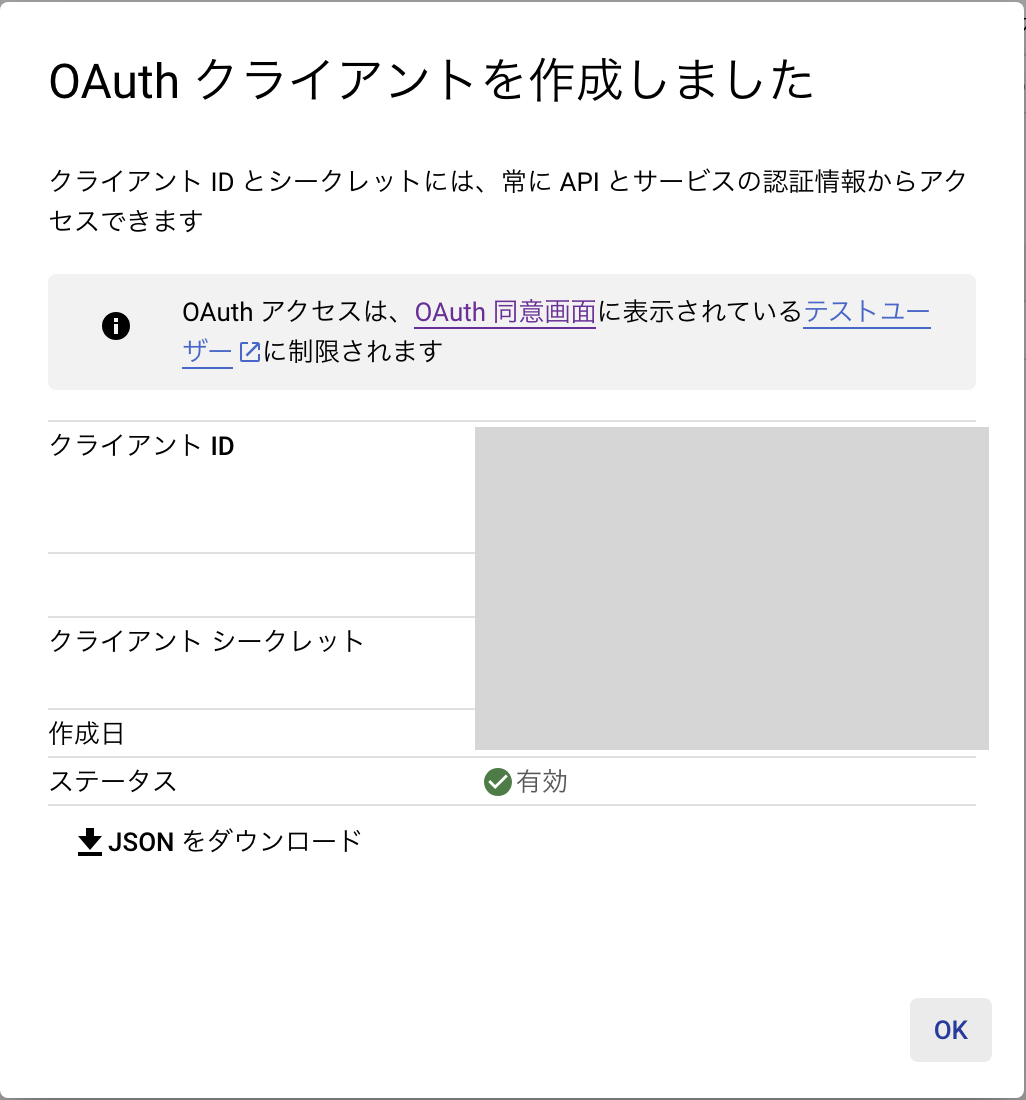 OAuth クライアントを作成しました
クライアント ID とシークレットには、常に API とサービスの認証情報からアク
セスできます
OAuth アクセスは、OAuth 同意画面に表示されているテストユー
ザーに制限されます
クライアント ID
クライアント シークレット
作成日
ステータス 有効
JSON をダウンロード
OK